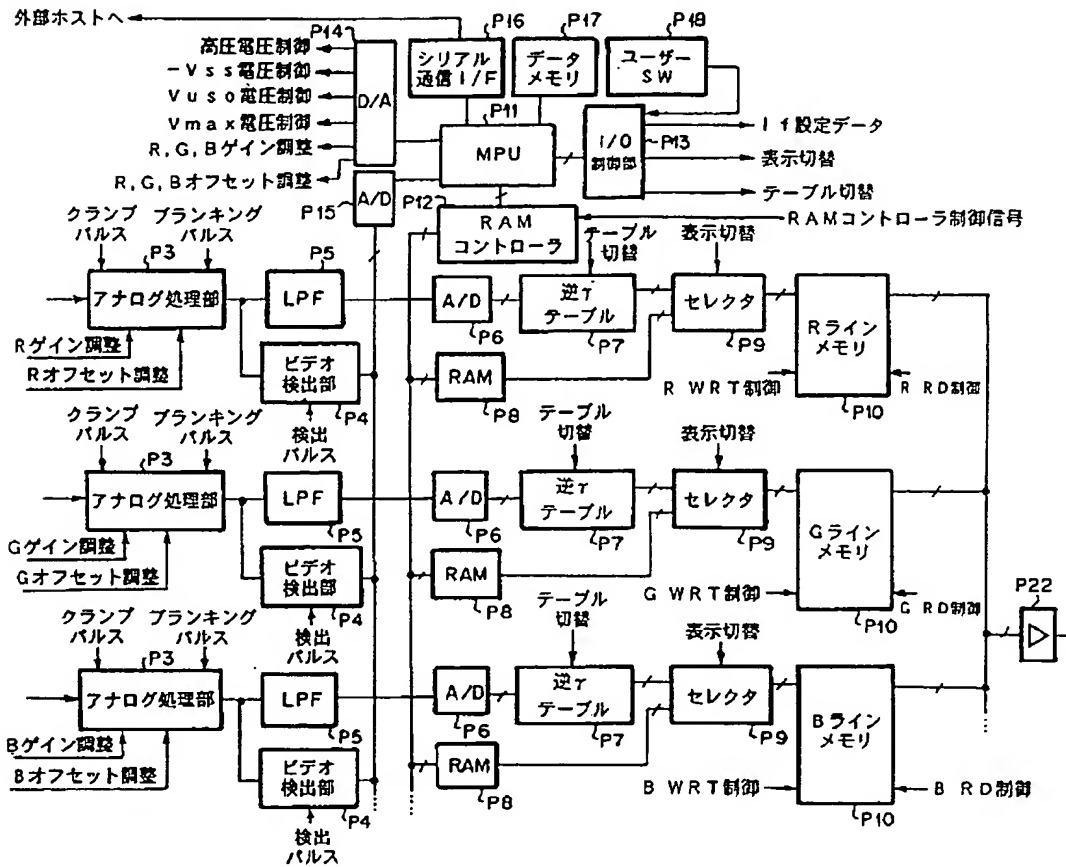 外部ホストへ
P14
P16
P17
P18
高圧電圧制御
-Vss電圧制御
Vuso電圧制御
Vmax電圧制御
R,G,Bゲイン調整
R,G,Bオフセット調整
D/A
シリアル
通信I/F
データ
メモリ
ユーザー
SW
P11
MPU
I/O
制御部
P13
If設定データ
表示切替
テーブル切替
A/D
P15
P12
RAM
コントローラ
RAMコントローラ制御信号
クランプ
パルス
ブランキング
パルス
P3
アナログ処理部
P5
LPF
A/D
P6
テーブル
切替
逆γ
テーブル
P7
表示切替
セレクタ
P9
Rライン
メモリ
P10
Rゲイン調整
Rオフセット調整
ビデオ
検出部
P4
検出
パルス
RAM
P8
R WRT制御
R RD制御
クランプ
パルス
ブランキング
パルス
P3
アナログ処理部
LPF
P5
A/D
P6
テーブル
切替
逆γ
テーブル
P7
表示切替
セレクタ
P9
Gライン
メモリ
P10
Gゲイン調整
Gオフセット調整
ビデオ
検出部
P4
検出
パルス
RAM
P8
G WRT制御
G RD制御
P22
クランプ
パルス
ブランキング
パルス
P3
アナログ処理部
LPF
P5
A/D
P6
テーブル
切替
逆γ
テーブル
P7
表示切替
セレクタ
P9
Bライン
メモリ
P10
Bゲイン調整
Bオフセット調整
ビデオ
検出部
P4
検出
パルス
RAM
P8
B WRT制御
B RD制御